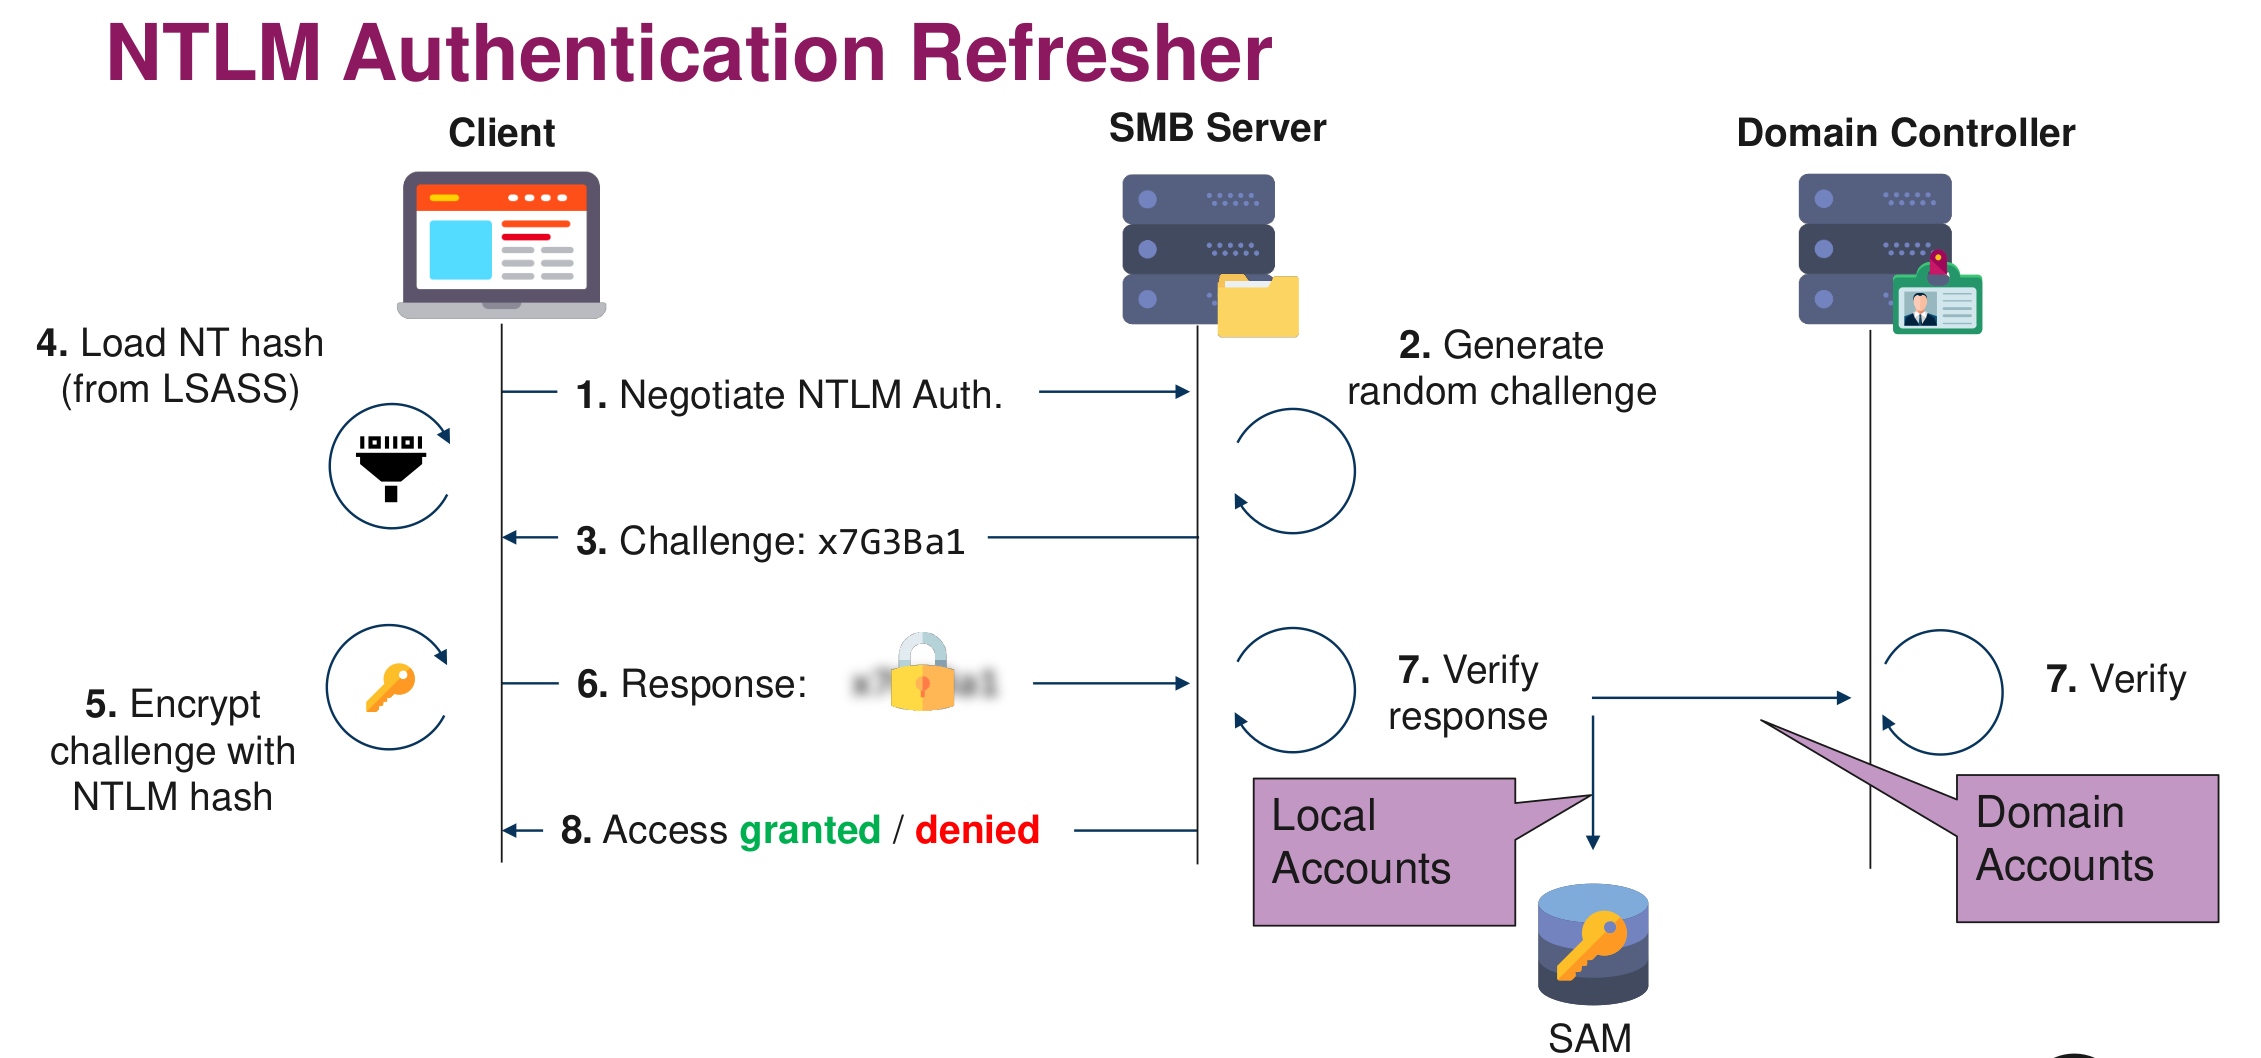 NTLM Authentication Refresher
Client
SMB Server
Domain Controller
4. Load NT hash
(from LSASS)
1. Negotiate NTLM Auth.
2. Generate
random challenge
3. Challenge: x7G3Ba1
5. Encrypt
challenge with
NTLM hash
6. Response:
7. Verify
response
7. Verify
8. Access granted / denied
Local
Accounts
Domain
Accounts
SAM